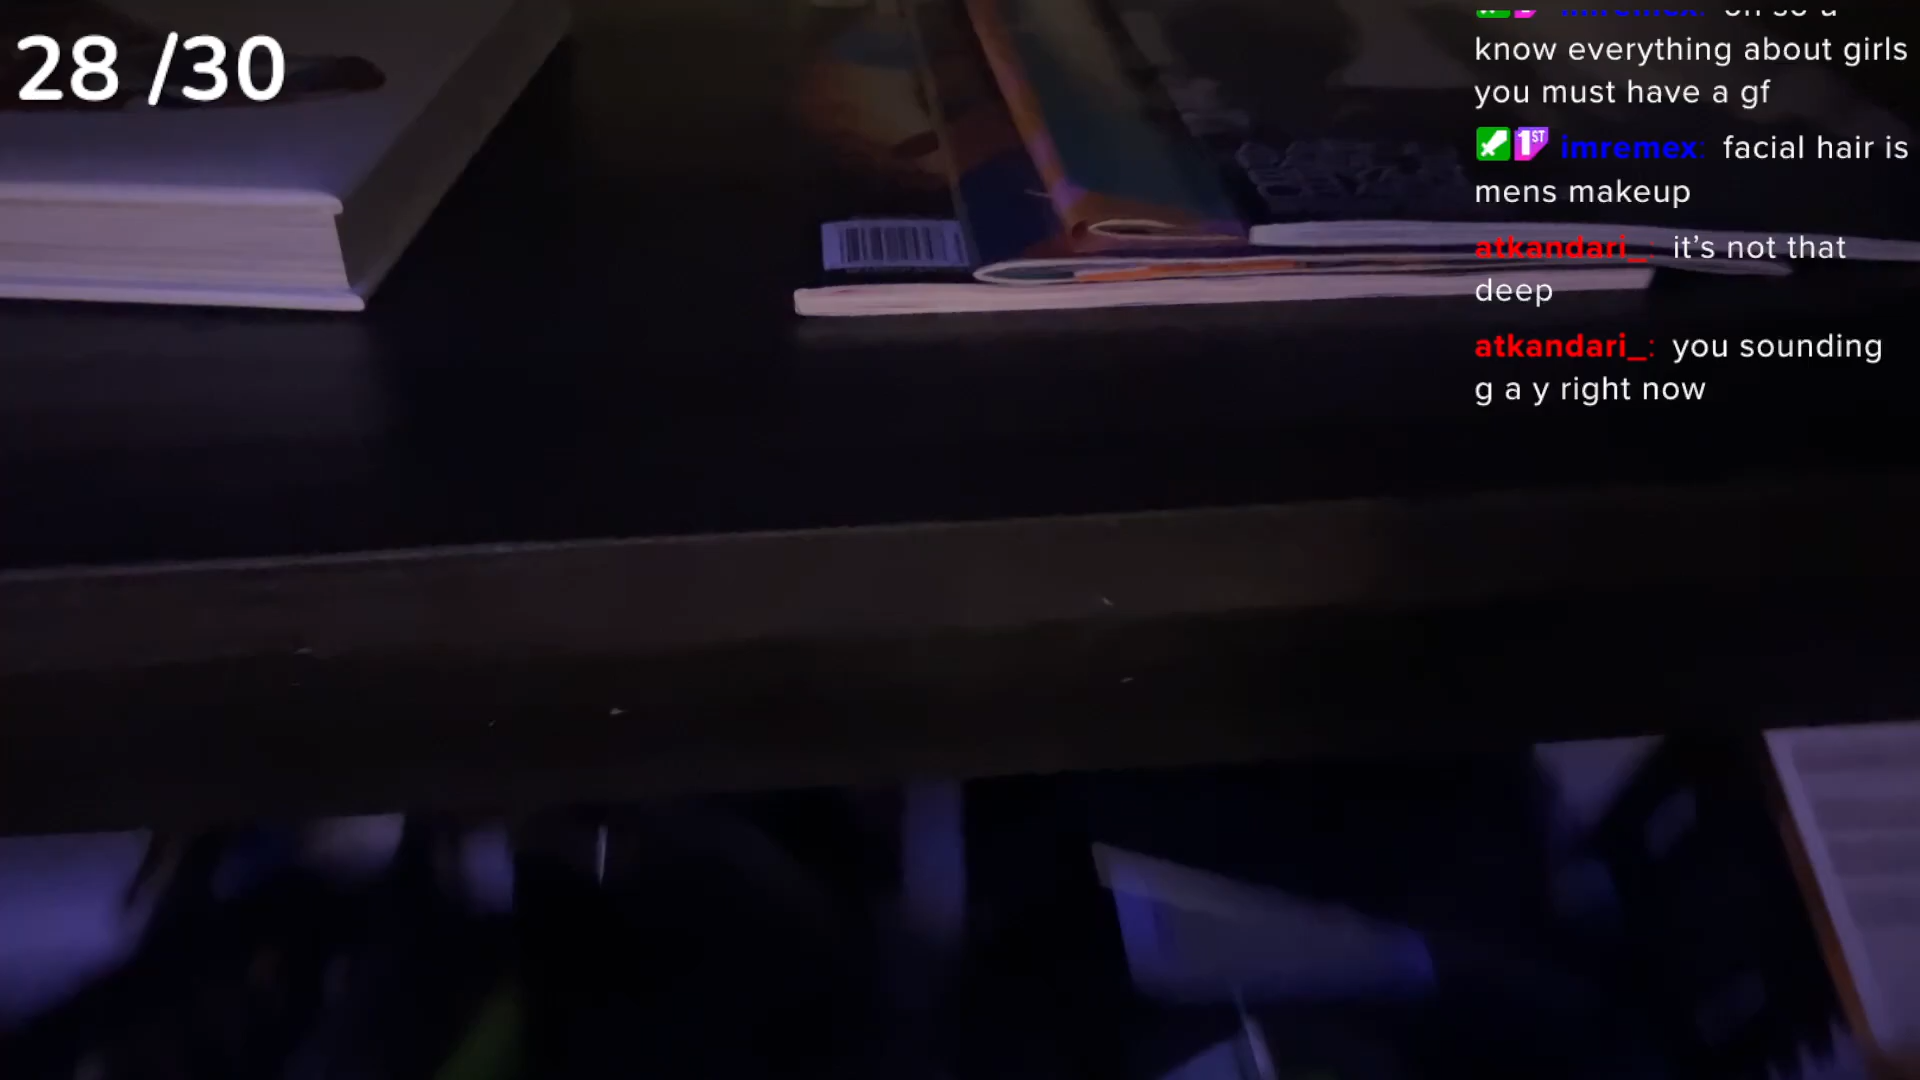 28 /30
know everything about girls
you must have a gf
1ST imremex: facial hair is
mens makeup
atkandari_: it’s not that
deep
atkandari_: you sounding
g a y right now